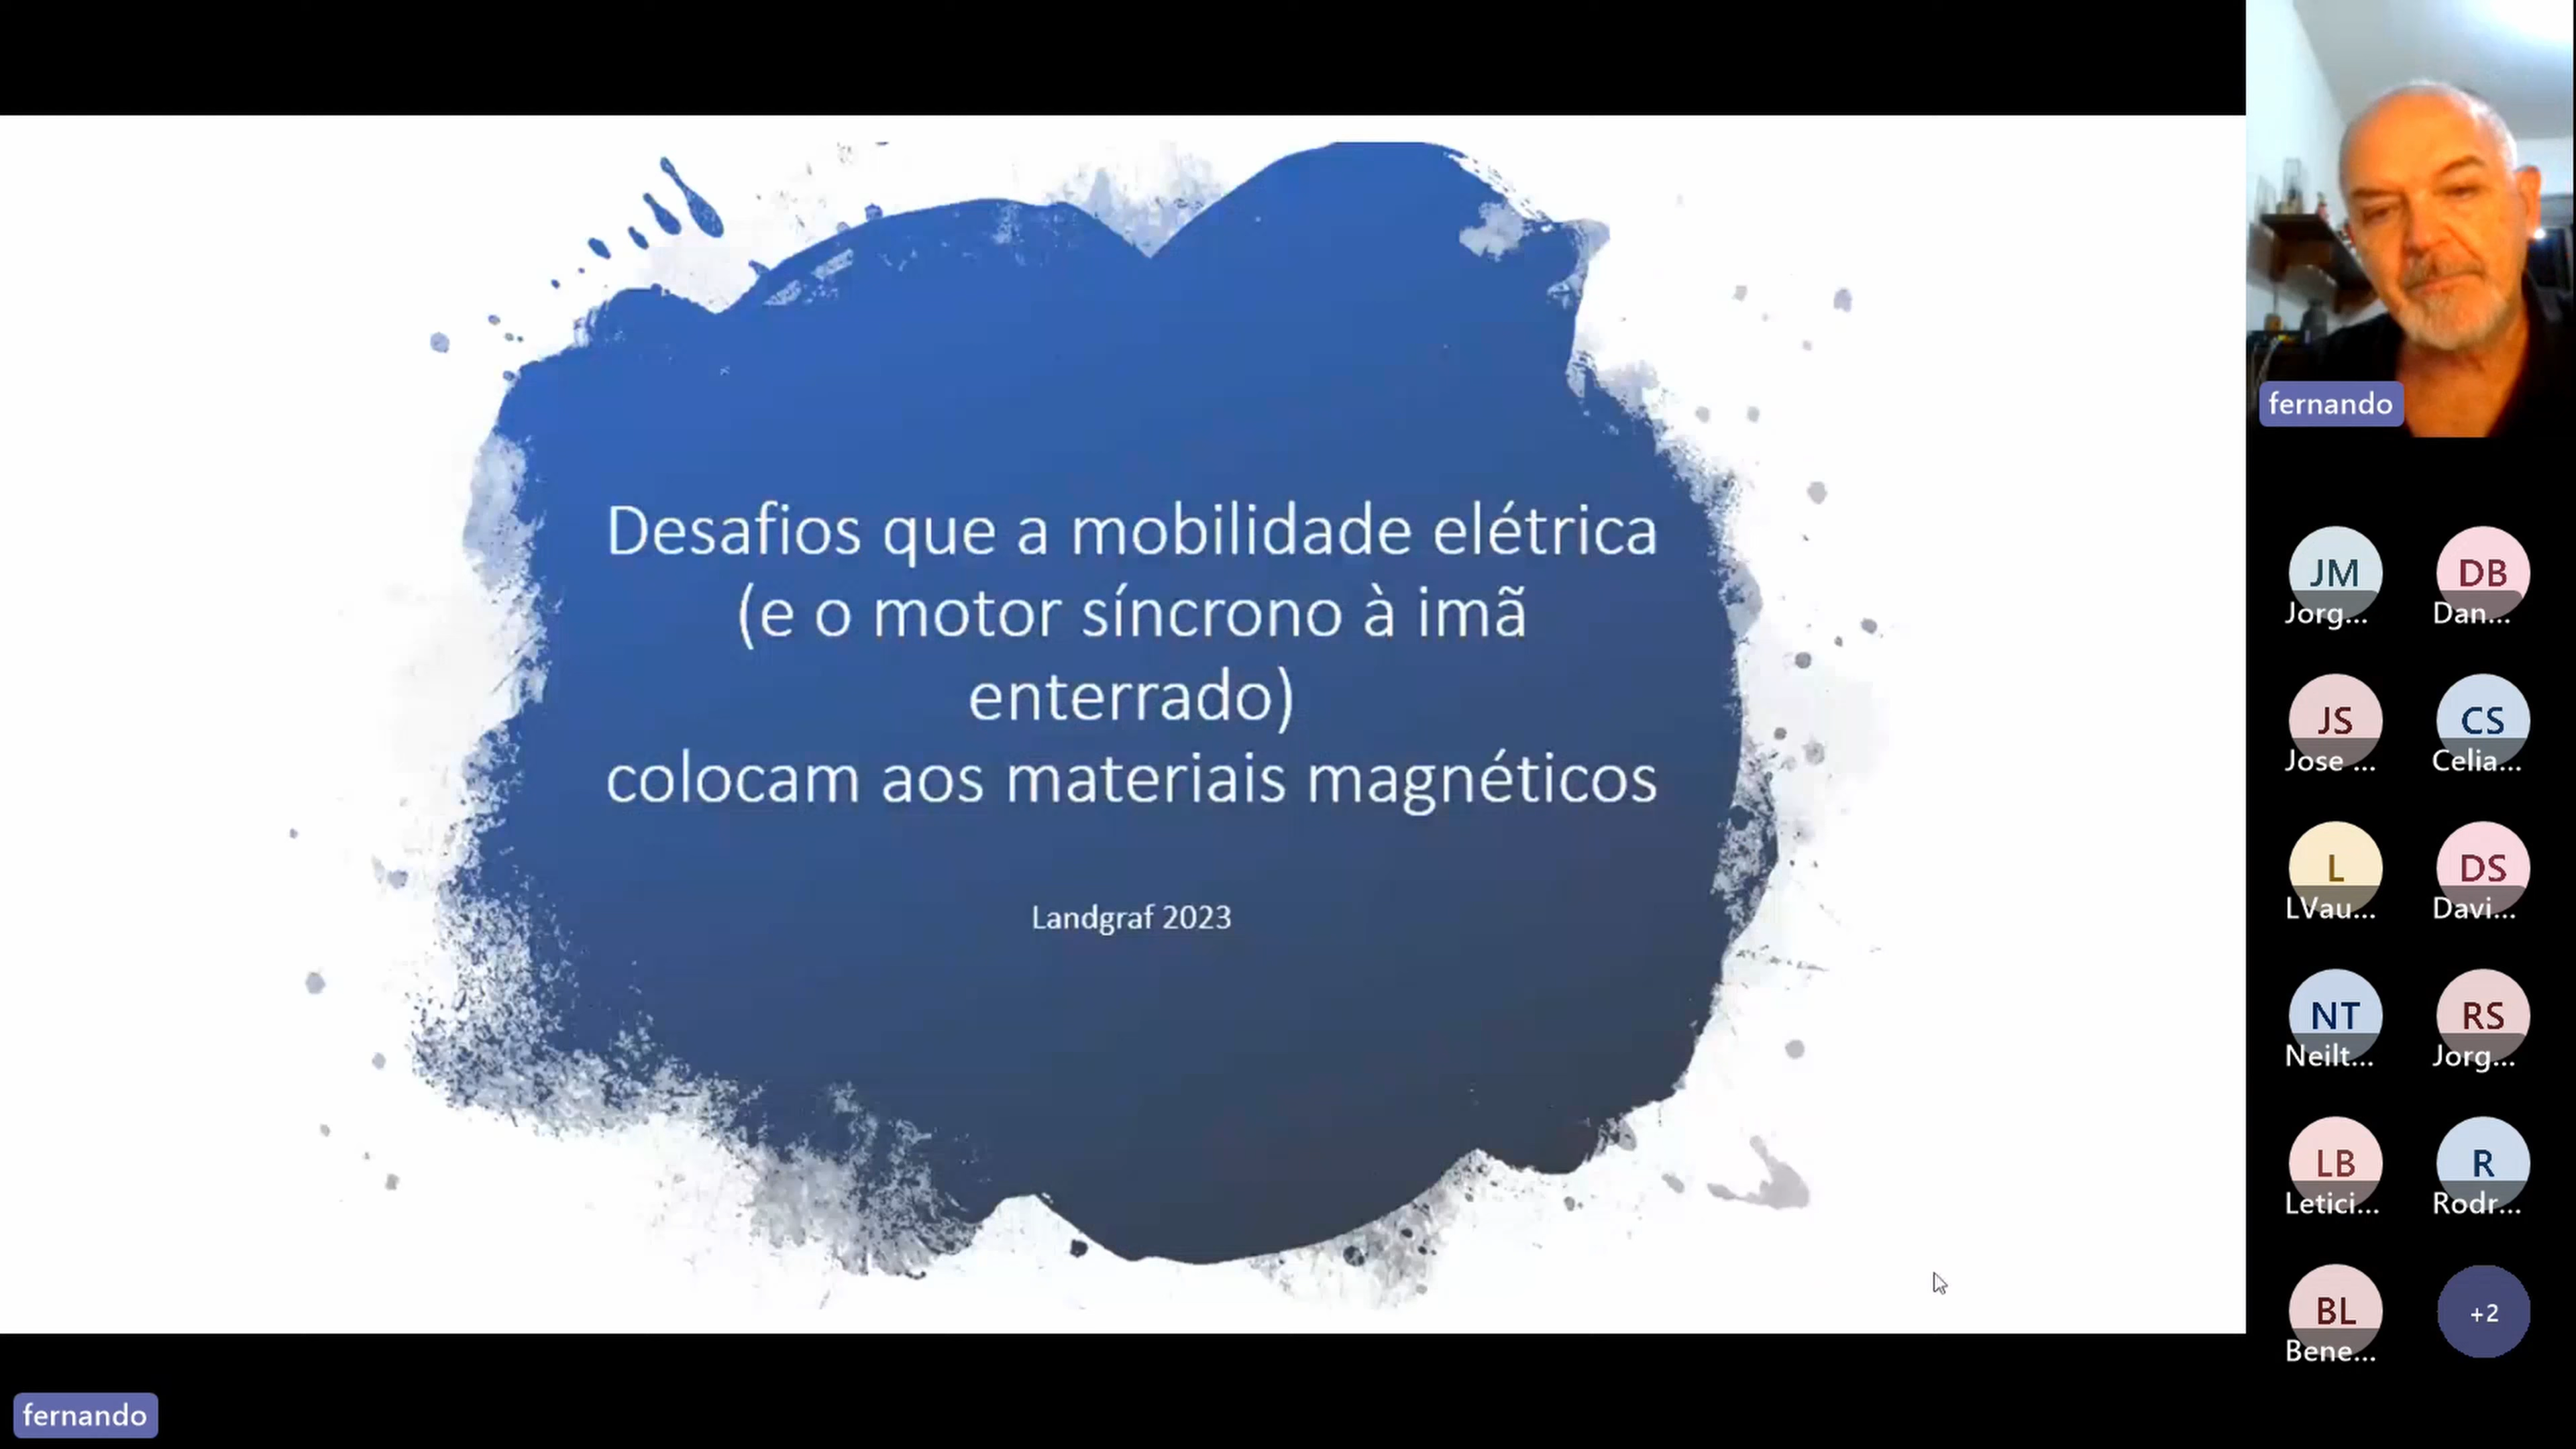 Desafios que a mobilidade elétrica
(e o motor síncrono à imã
enterrado)
colocam aos materiais magnéticos
Landgraf 2023
fernando
JM
Jorg...
DB
Dan...
JS
Jose ...
CS
Celia...
L
LVau...
DS
Davi...
NT
Neilt...
RS
Jorg...
LB
Letici...
R
Rodr...
BL
Bene...
+2
fernando